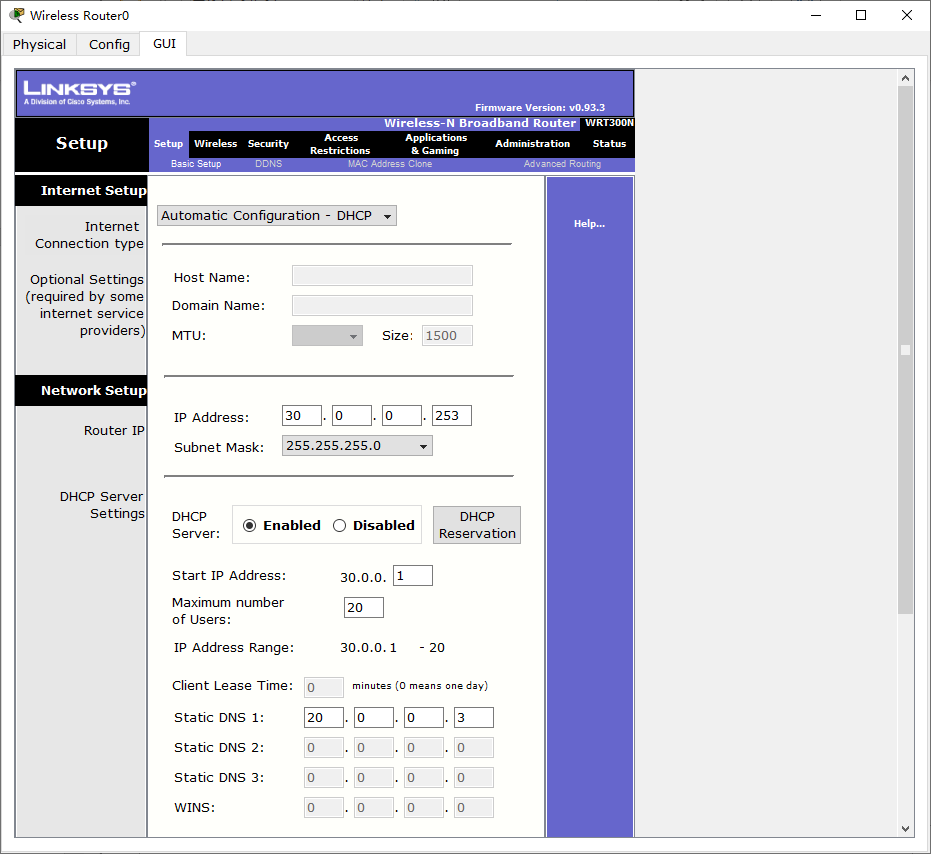 Wireless Router0
Physical Config GUI
LINKSYS®
A Division of Cisco Systems, Inc.
Firmware Version: v0.93.3
Wireless-N Broadband Router WRT300N
Setup
Setup Wireless Security Access Restrictions Applications & Gaming Administration Status
Basic Setup DDNS MAC Address Clone Advanced Routing
Internet Setup
Internet
Connection type
Automatic Configuration - DHCP
Help...
Optional Settings
(required by some
internet service
providers)
Host Name:
Domain Name:
MTU: Size: 1500
Network Setup
Router IP
IP Address: 30 . 0 . 0 . 253
Subnet Mask: 255.255.255.0
DHCP Server
Settings
DHCP
Server: Enabled Disabled
DHCP
Reservation
Start IP Address: 30.0.0. 1
Maximum number
of Users: 20
IP Address Range: 30.0.0.1 - 20
Client Lease Time: 0 minutes (0 means one day)
Static DNS 1: 20 . 0 . 0 . 3
Static DNS 2: 0 . 0 . 0 . 0
Static DNS 3: 0 . 0 . 0 . 0
WINS: 0 . 0 . 0 . 0